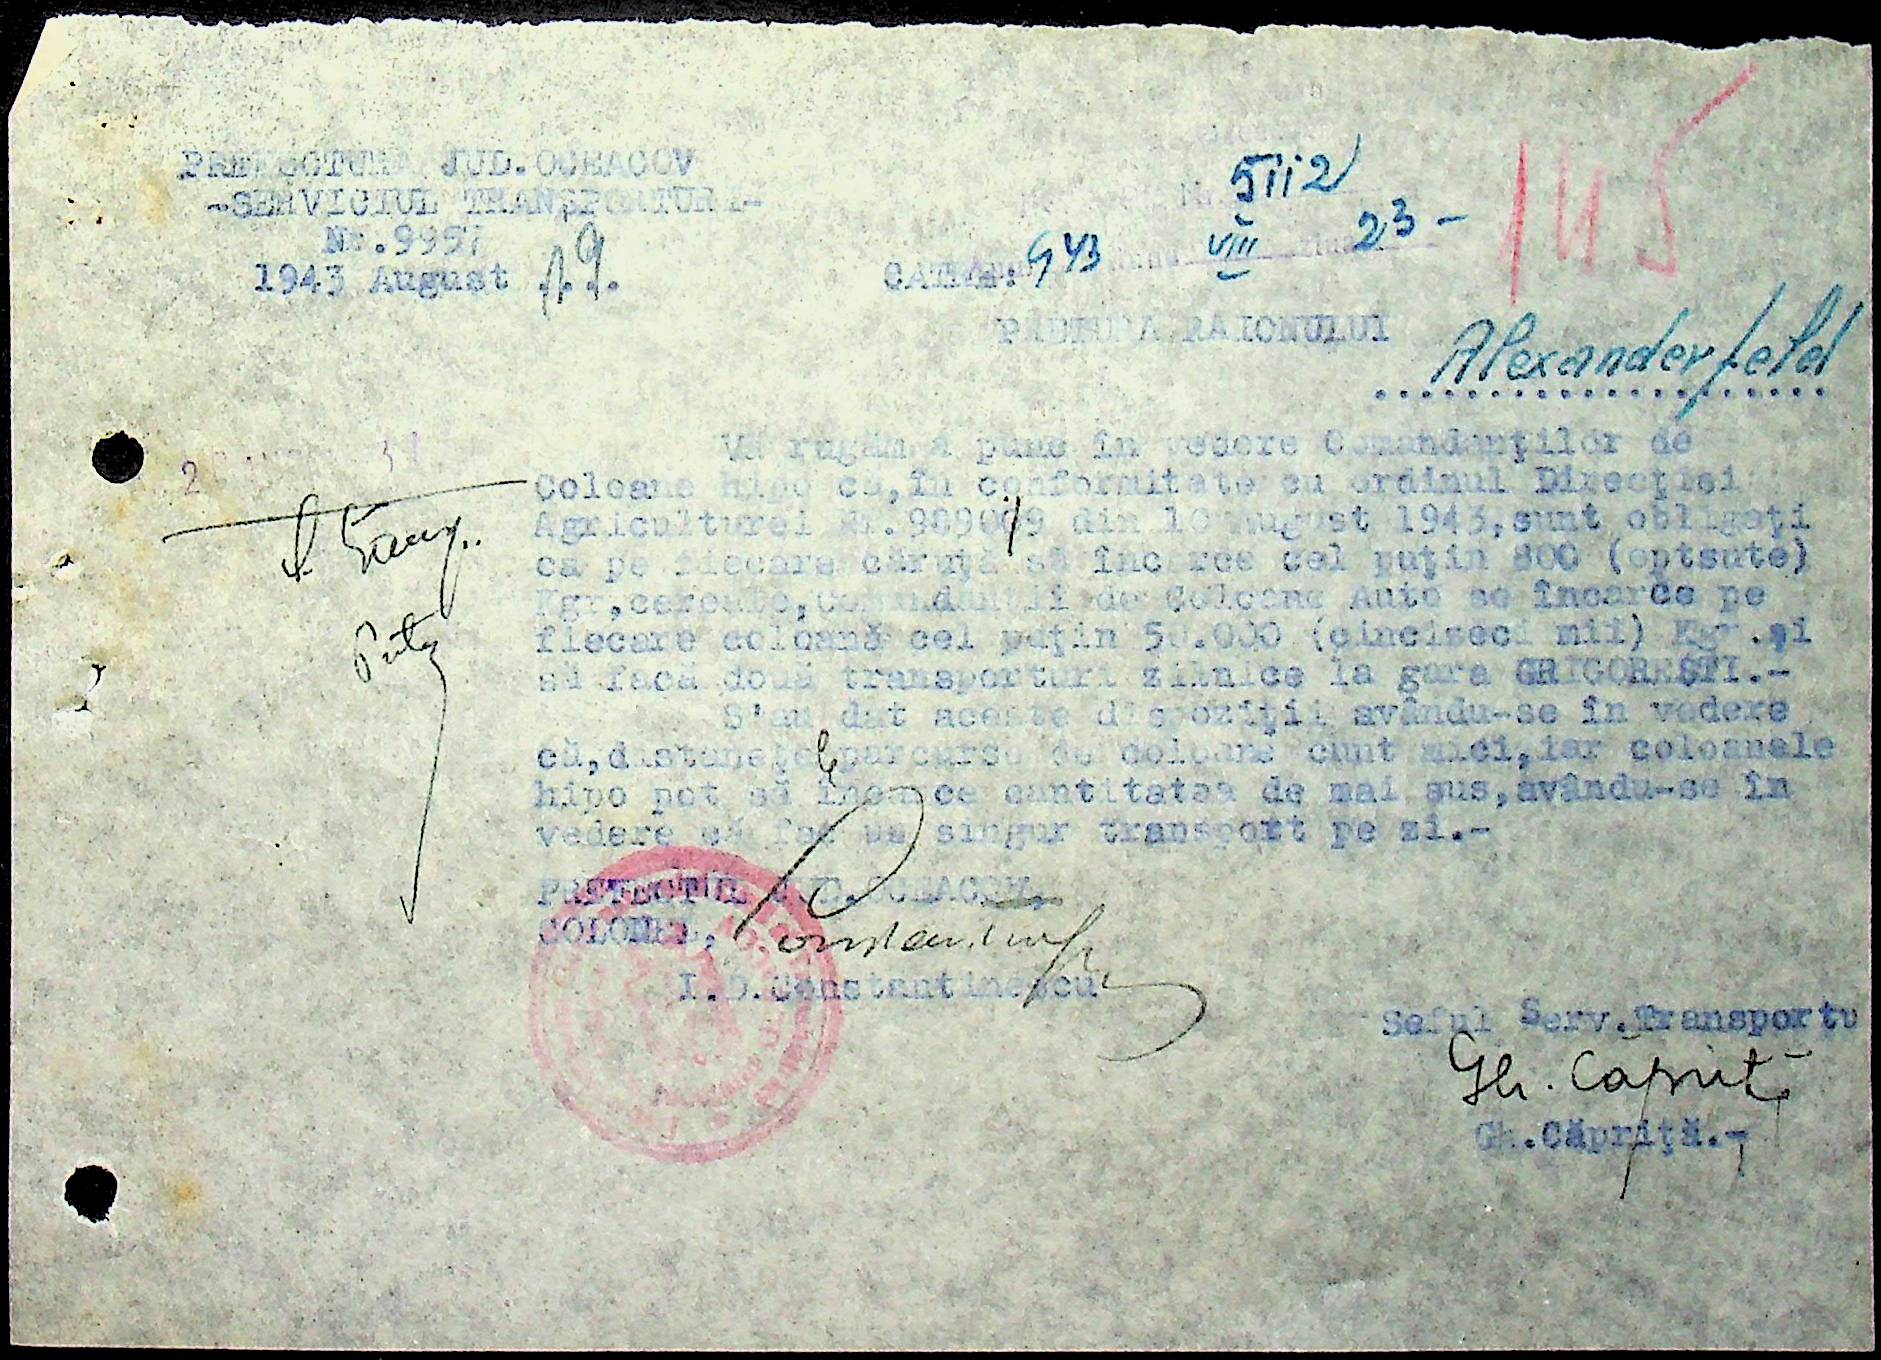 PREFECTURA JUD.OCEACOV
-SERVICIUL TRANSPORTURI-
Nr.9957
1943 August 19.
5112
943 VIII 23-
145
CATRE:
PRETURA RAIONULUI
Alexanderfeld
Vă rugăm a pune în vedere Comandanţilor de
Coloane hipo că,în conformitate cu ordinul Direcţiei
Agriculturei Nr.989009 din 10 August 1943,sunt obligaţi
ca pe fiecare căruţă să încarce cel puţin 800 (optsute)
Kgr,cereale,Comandanţii de Coloane Auto se încarce pe
fiecare coloană cel puţin 50.000 (cincizeci mii) Kgr.şi
să facă două transporturi zilnice la gara GRIGOREŞTI.-
S'au dat aceste dispoziţii avându-se în vedere
că,distanţele parcurse de coloane sunt mici,iar coloanele
hipo pot să încarce cantitatea de mai sus,avându-se în
vedere că fac un singur transport pe zi.-
PREFECTUL JUD.OCEACOV,
COLONEL, Constantinescu
I.D.Constantinescu
Seful Serv.Transportu
Gh. Căpriţă
Gh.Căpriţă.-